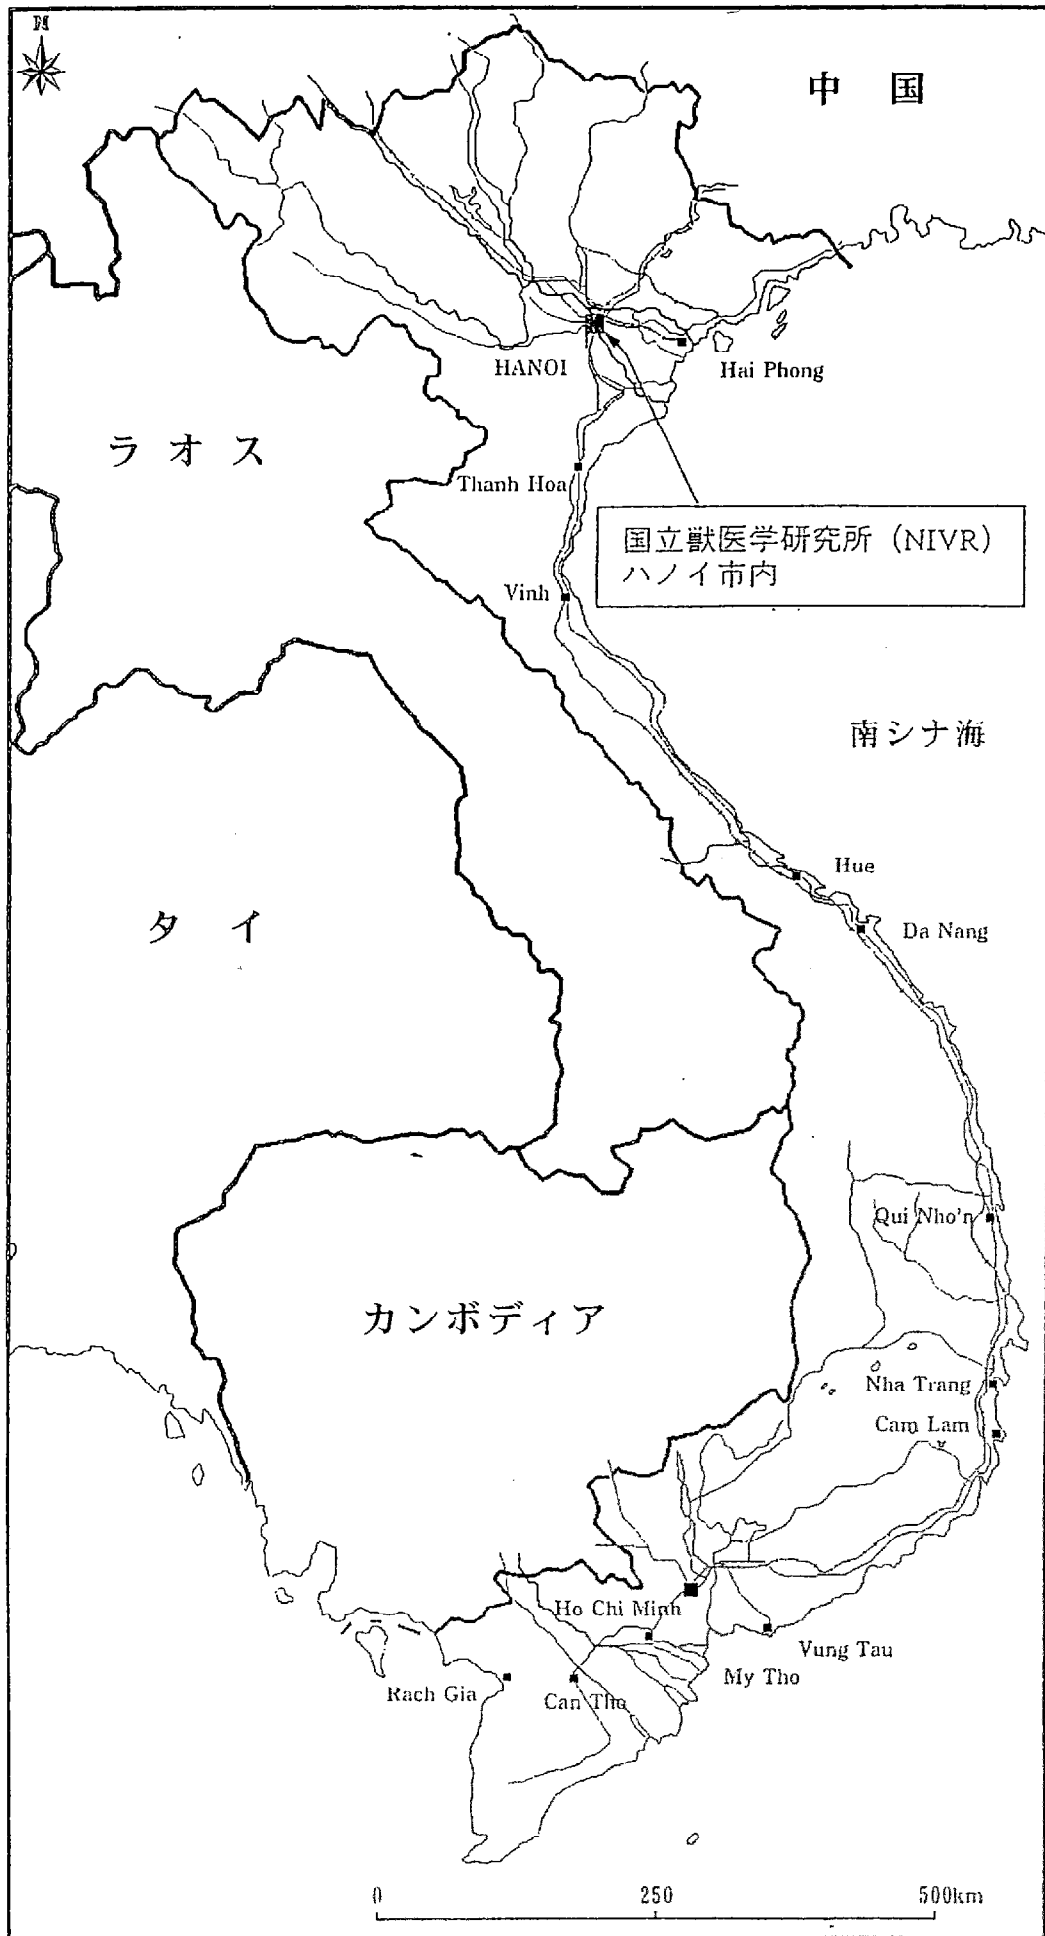 N
中 国
HANOI
Hai Phong
ラオス
Thanh Hoa
国立獣医学研究所（NIVR）
ハノイ市内
Vinh
南シナ海
Hue
タ イ
Da Nang
Qui Nho'n
カンボディア
Nha Trang
Cam Lam
Ho Chi Minh
Vung Tau
My Tho
Rach Gia
Can Tho
0 250 500km